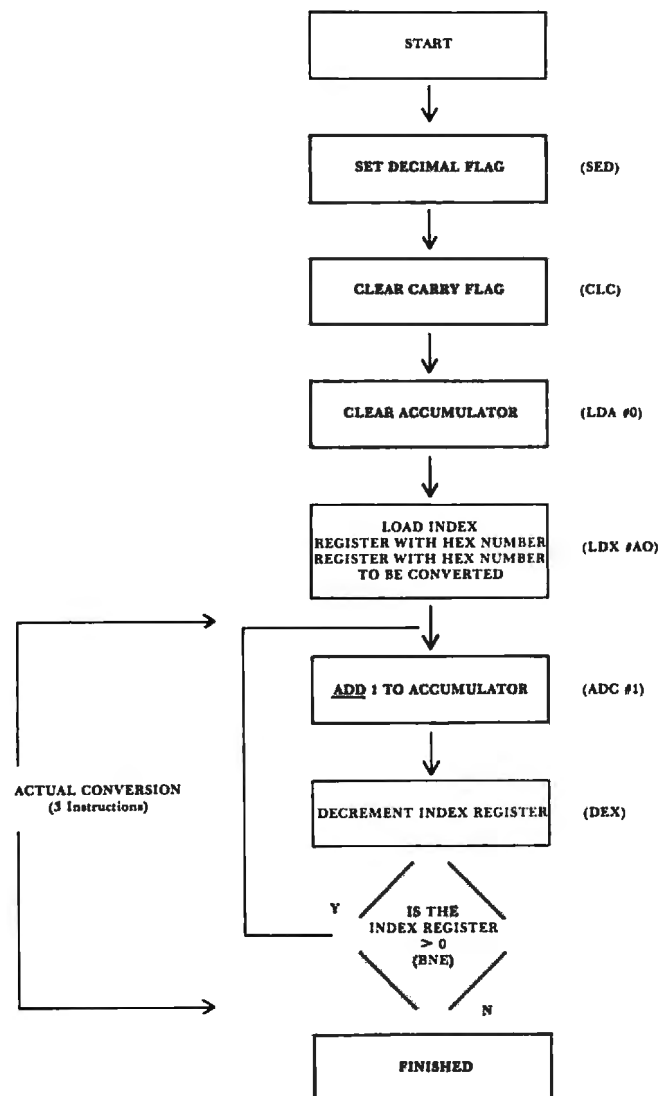 START
SET DECIMAL FLAG
(SED)
CLEAR CARRY FLAG
(CLC)
CLEAR ACCUMULATOR
(LDA #0)
LOAD INDEX
REGISTER WITH HEX NUMBER
REGISTER WITH HEX NUMBER
TO BE CONVERTED
(LDX #AO)
ADD 1 TO ACCUMULATOR
(ADC #1)
ACTUAL CONVERSION
(3 Instructions)
DECREMENT INDEX REGISTER
(DEX)
Y
IS THE
INDEX REGISTER
> 0
(BNE)
N
FINISHED